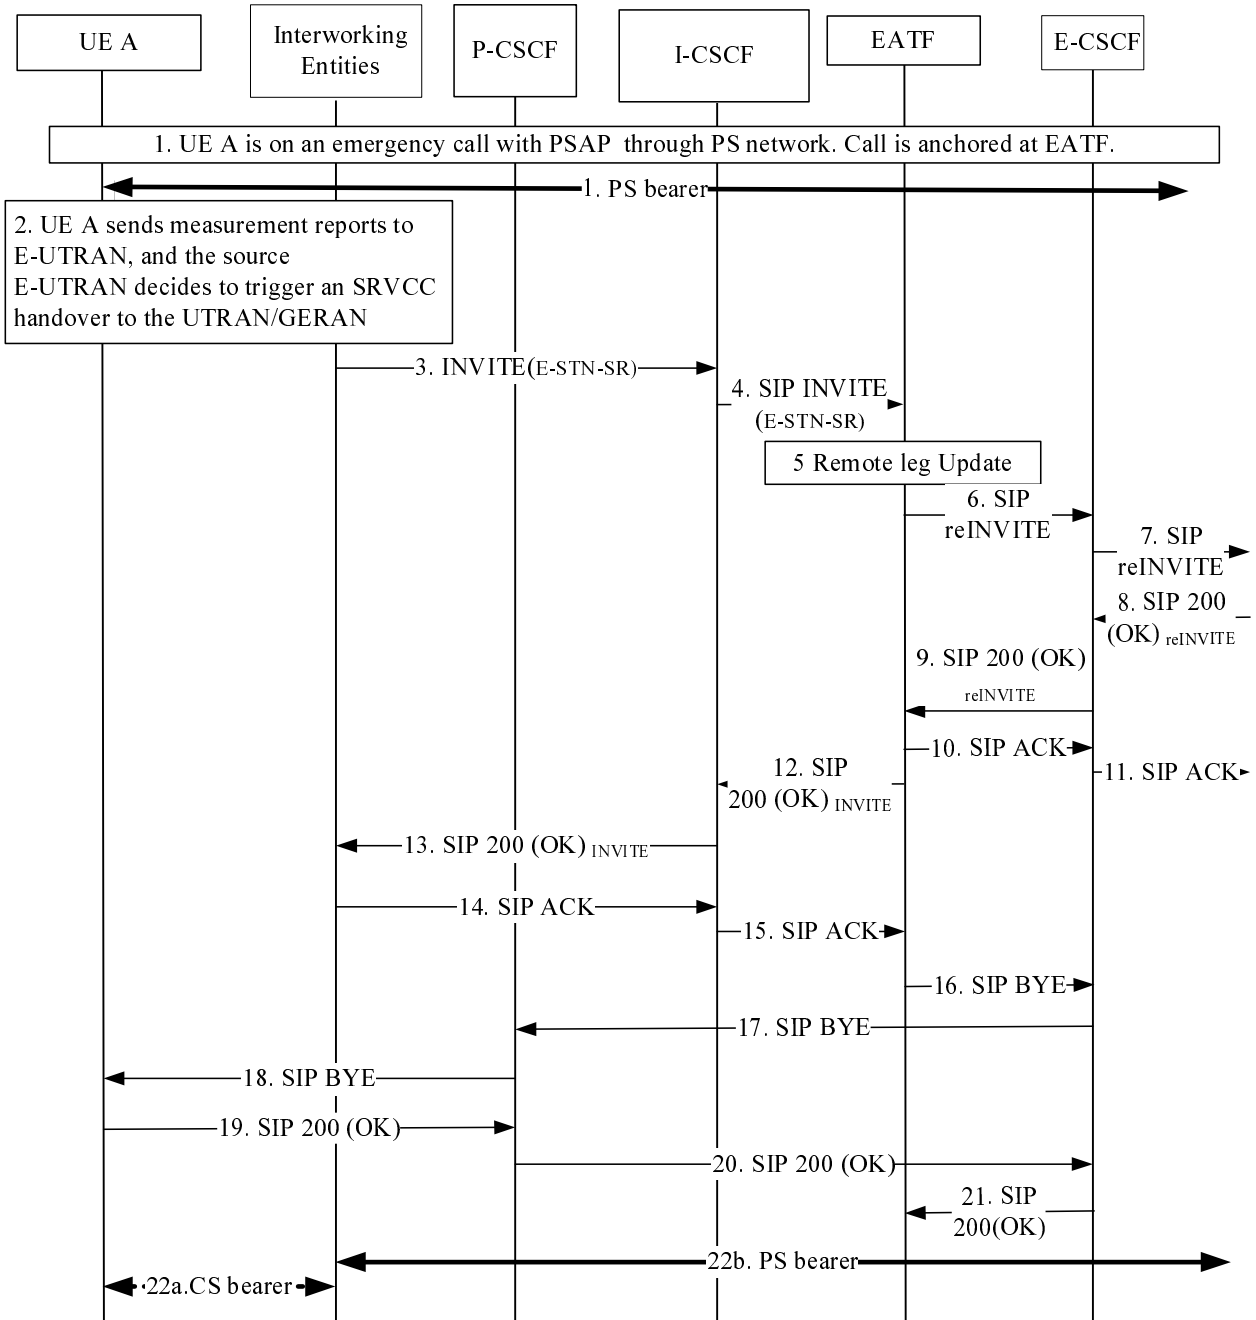 UE A
Interworking
Entities
P-CSCF
I-CSCF
EATF
E-CSCF
1. UE A is on an emergency call with PSAP through PS network. Call is anchored at EATF.
1. PS bearer
2. UE A sends measurement reports to
E-UTRAN, and the source
E-UTRAN decides to trigger an SRVCC
handover to the UTRAN/GERAN
3. INVITE(E-STN-SR)
4. SIP INVITE
(E-STN-SR)
5 Remote leg Update
6. SIP
reINVITE
7. SIP
reINVITE
8. SIP 200
(OK) reINVITE
9. SIP 200 (OK)
reINVITE
10. SIP ACK
11. SIP ACK
12. SIP
200 (OK) INVITE
13. SIP 200 (OK) INVITE
14. SIP ACK
15. SIP ACK
16. SIP BYE
17. SIP BYE
18. SIP BYE
19. SIP 200 (OK)
20. SIP 200 (OK)
21. SIP
200(OK)
22b. PS bearer
22a.CS bearer